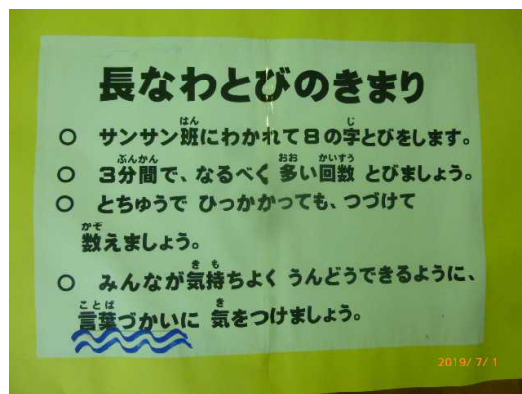 長なわとびのきまり
○ サンサン班にわかれて8の字とびをします。
○ 3分間で、なるべく多い回数とびましょう。
○ とちゅうで ひっかかっても、つづけて
数えましょう。
○ みんなが気持ちよく うんどうできるように、
言葉づかいに 気をつけましょう。
2019/7/1